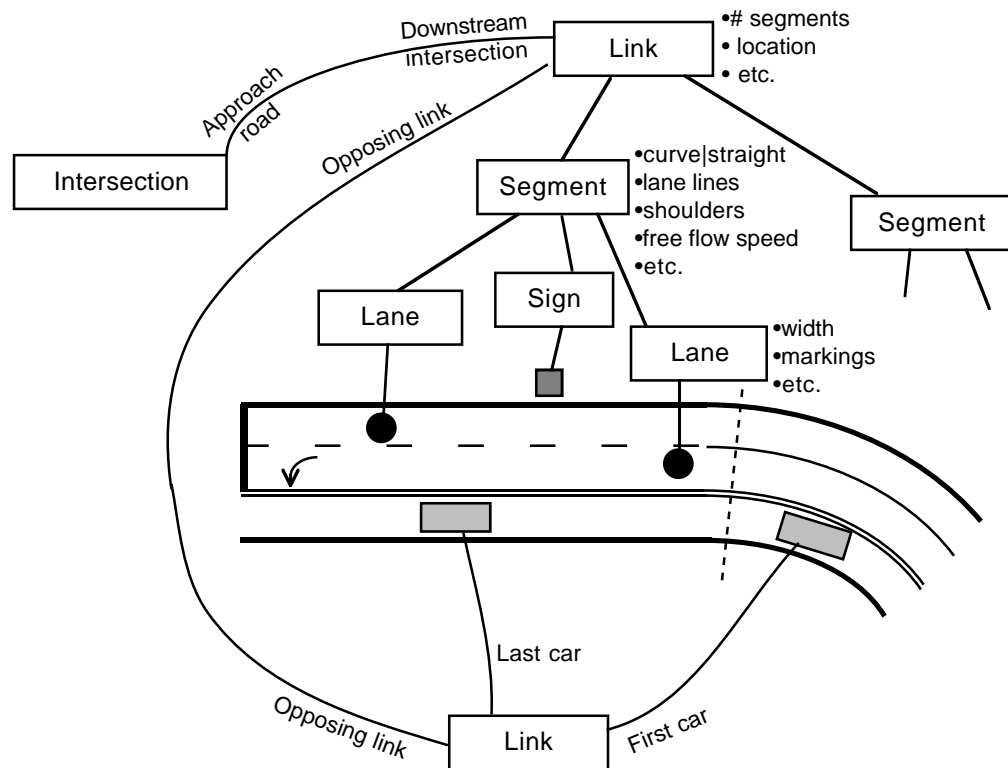 Downstream
intersection
Link
•# segments
• location
• etc.
Approach
road
Opposing link
Intersection
Segment
•curve|straight
•lane lines
•shoulders
•free flow speed
•etc.
Segment
Lane
Sign
Lane
•width
•markings
•etc.
Last car
Opposing link
Link
First car